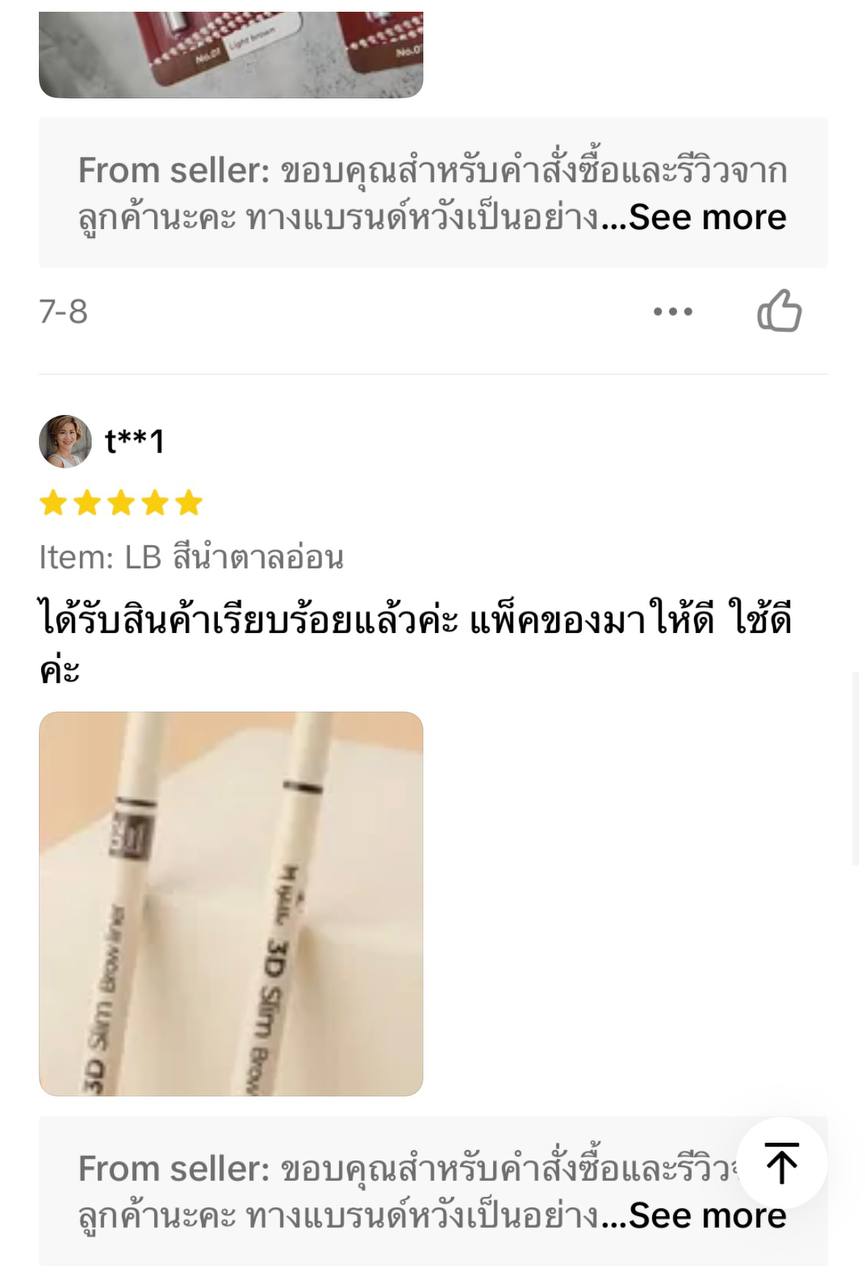 No.01 Light brown
No.0
From seller: ขอบคุณสำหรับคำสั่งซื้อและรีวิวจาก
ลูกค้านะคะ ทางแบรนด์หวังเป็นอย่าง...See more
7-8
t**1
Item: LB สีน้ำตาลอ่อน
ได้รับสินค้าเรียบร้อยแล้วค่ะ แพ็คของมาให้ดี ใช้ดี
ค่ะ
3D Slim Browliner
3D Slim Brow
From seller: ขอบคุณสำหรับคำสั่งซื้อและรีวิว
ลูกค้านะคะ ทางแบรนด์หวังเป็นอย่าง...See more